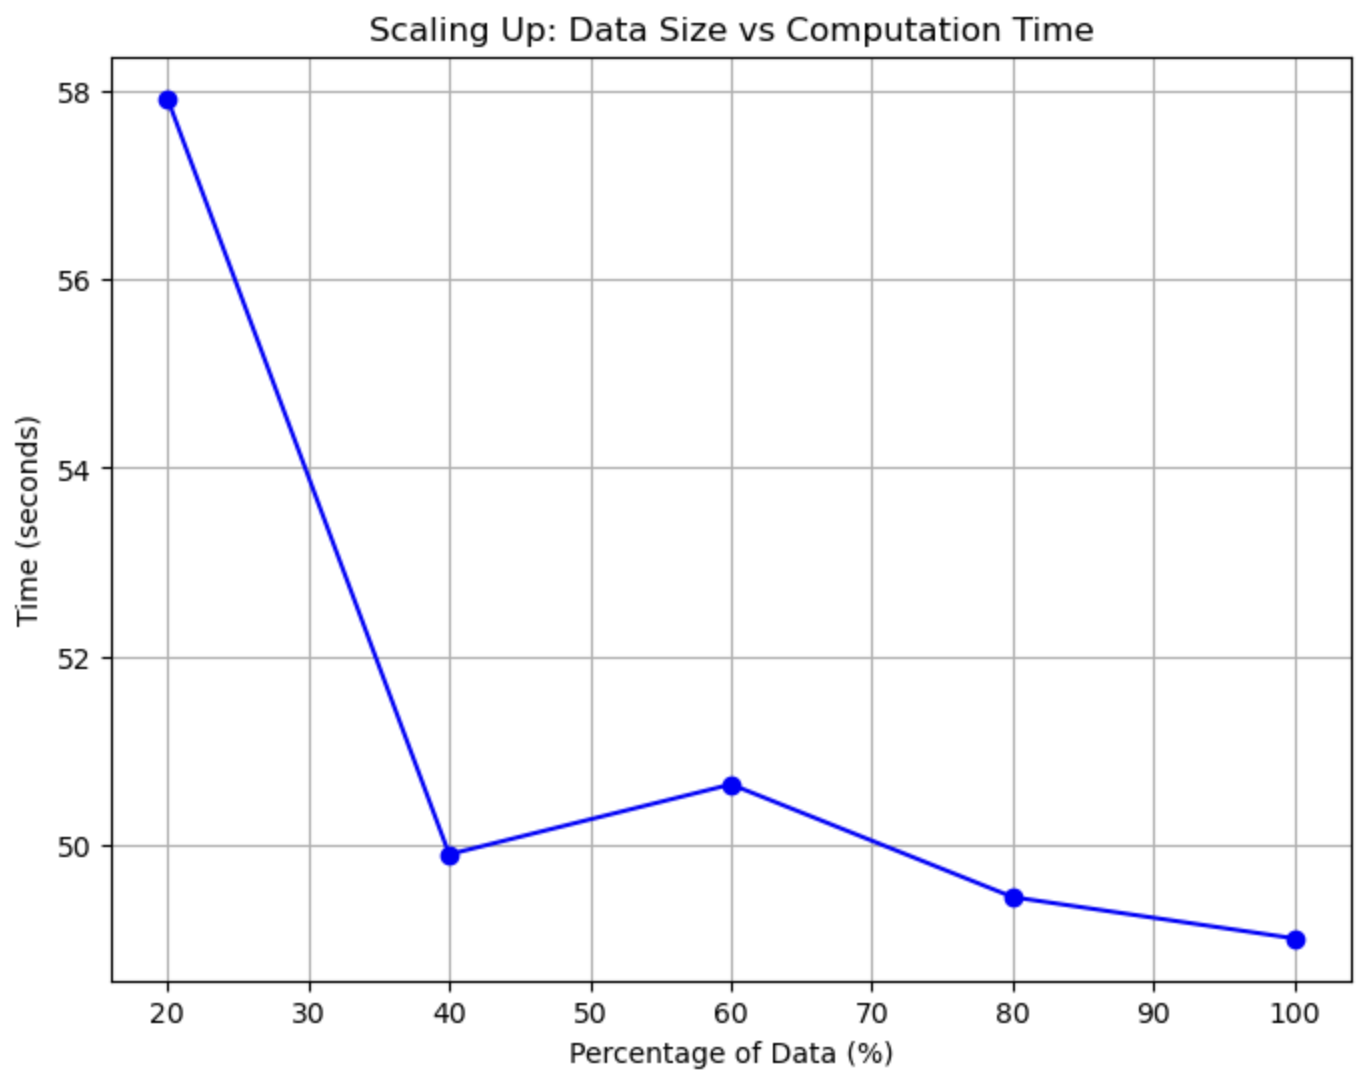 Scaling Up: Data Size vs Computation Time
58
56
54
52
50
Time (seconds)
20 30 40 50 60 70 80 90 100
Percentage of Data (%)